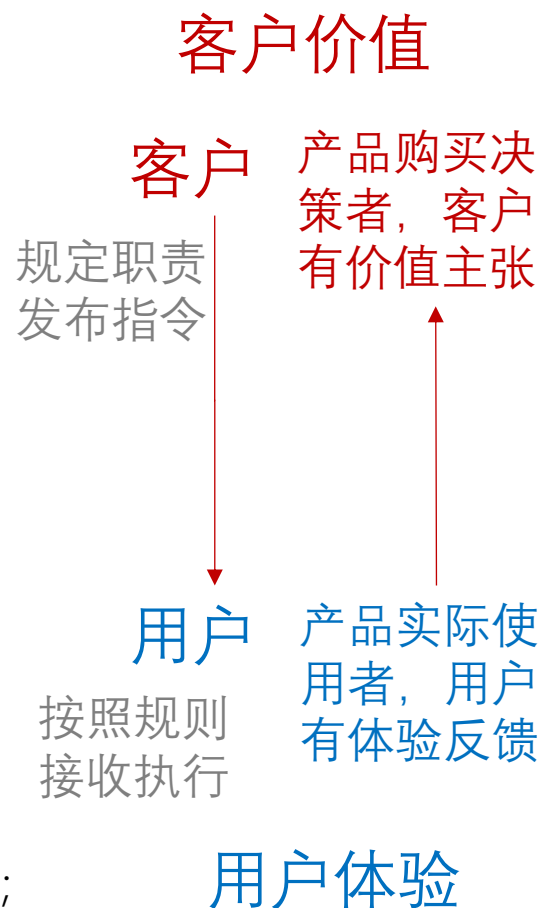 客户价值
客户
产品购买决
策者，客户
有价值主张
规定职责
发布指令
用户
产品实际使
用者，用户
有体验反馈
按照规则
接收执行
;
用户体验